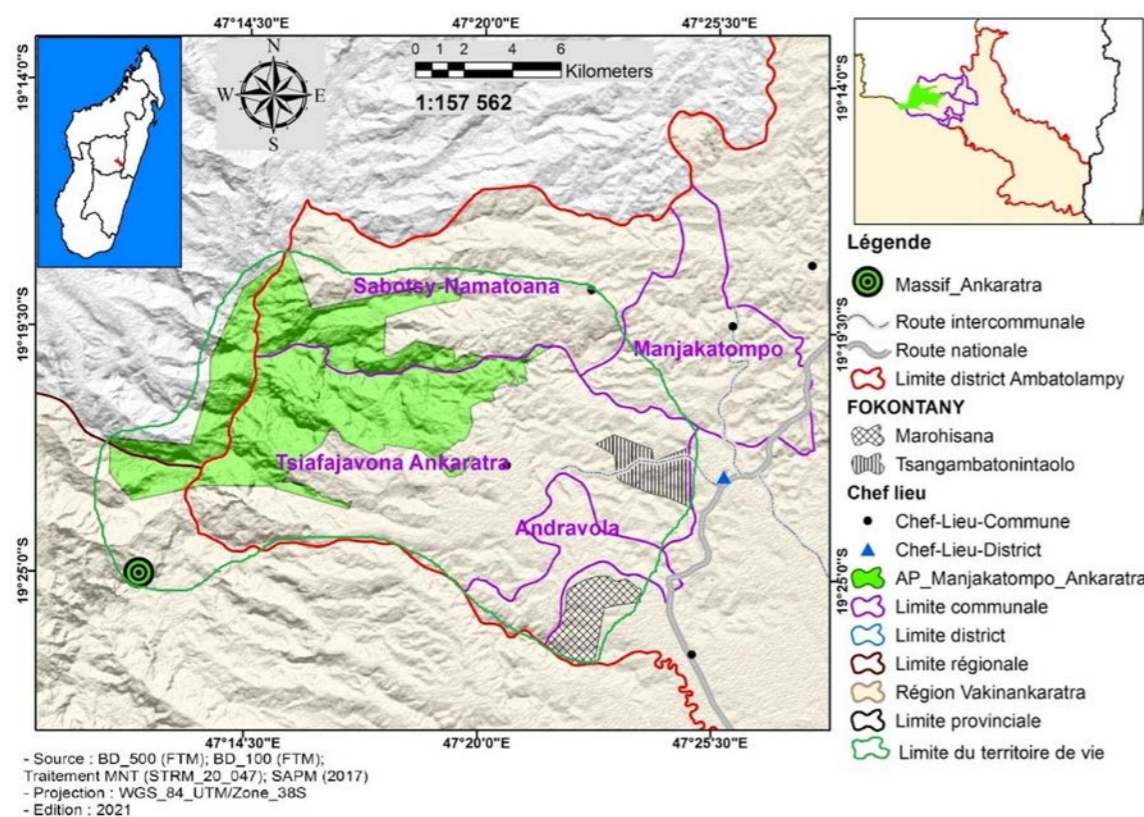 47°14'30"E
47°20'0"E
47°25'30"E
N
W
E
S
0 1 2 4 6
Kilometers
1:157 562
19°14'0"S
19°14'0"S
19°19'30"S
19°19'30"S
19°25'0"S
19°25'0"S
Sabotsy-Namatoana
Manjakatompo
Tsiafajavona Ankaratra
Andravola
47°14'30"E
47°20'0"E
47°25'30"E
Légende
Massif_Ankaratra
Route intercommunale
Route nationale
Limite district Ambatolampy
FOKONTANY
Marohisana
Tsangambatonintaolo
Chef lieu
Chef-Lieu-Commune
Chef-Lieu-District
AP_Manjakatompo_Ankaratra
Limite communale
Limite district
Limite régionale
Région Vakinankaratra
Limite provinciale
Limite du territoire de vie
- Source : BD_500 (FTM); BD_100 (FTM);
Traitement MNT (STRM_20_047); SAPM (2017)
- Projection : WGS_84_UTM/Zone_38S
- Edition : 2021